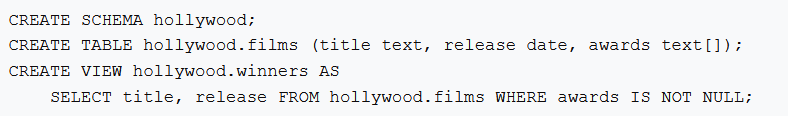 CREATE SCHEMA hollywood;
CREATE TABLE hollywood.films (title text, release date, awards text[]);
CREATE VIEW hollywood.winners AS
    SELECT title, release FROM hollywood.films WHERE awards IS NOT NULL;